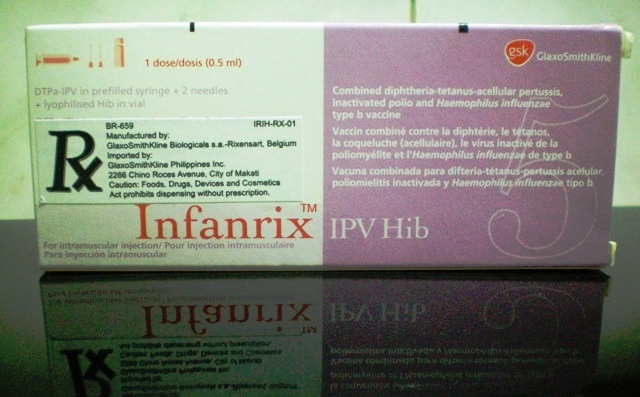 1 dose/dosis (0.5 ml)
DTPa-IPV in prefilled syringe + 2 needles
+ lyophilised Hib in vial
Rx
BR-659 IRIH-RX-01
Manufactured by:
GlaxoSmithKline Biologicals s.a.-Rixensart, Belgium
Imported by:
GlaxoSmithKline Philippines Inc.
2266 Chino Roces Avenue, City of Makati
Caution: Foods, Drugs, Devices and Cosmetics
Act prohibits dispensing without prescription.
Infanrix™ IPV Hib
For intramuscular injection/ Pour injection intramusculaire
Para inyección intramuscular
gsk GlaxoSmithKline
5
Combined diphtheria-tetanus-acellular pertussis,
inactivated polio and Haemophilus influenzae
type b vaccine
Vaccin combiné contre la diphtérie, le tétanos,
la coqueluche (acellulaire), le virus inactivé de la
poliomyélite et l'Haemophilus influenzae de type b
Vacuna combinada para difteria-tétanos-pertussis acelular,
poliomielitis inactivada y Haemophilus influenzae tipo b